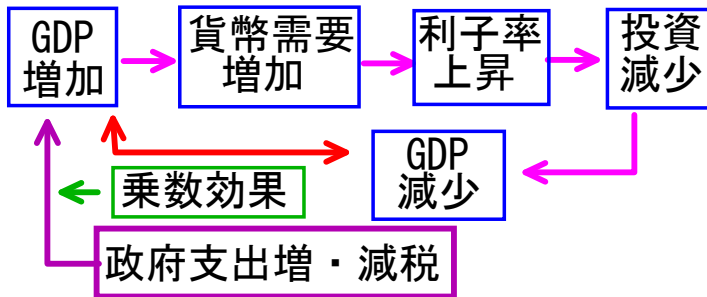 GDP
増加
貨幣需要
増加
利子率
上昇
投資
減少
GDP
減少
乗数効果
政府支出増・減税